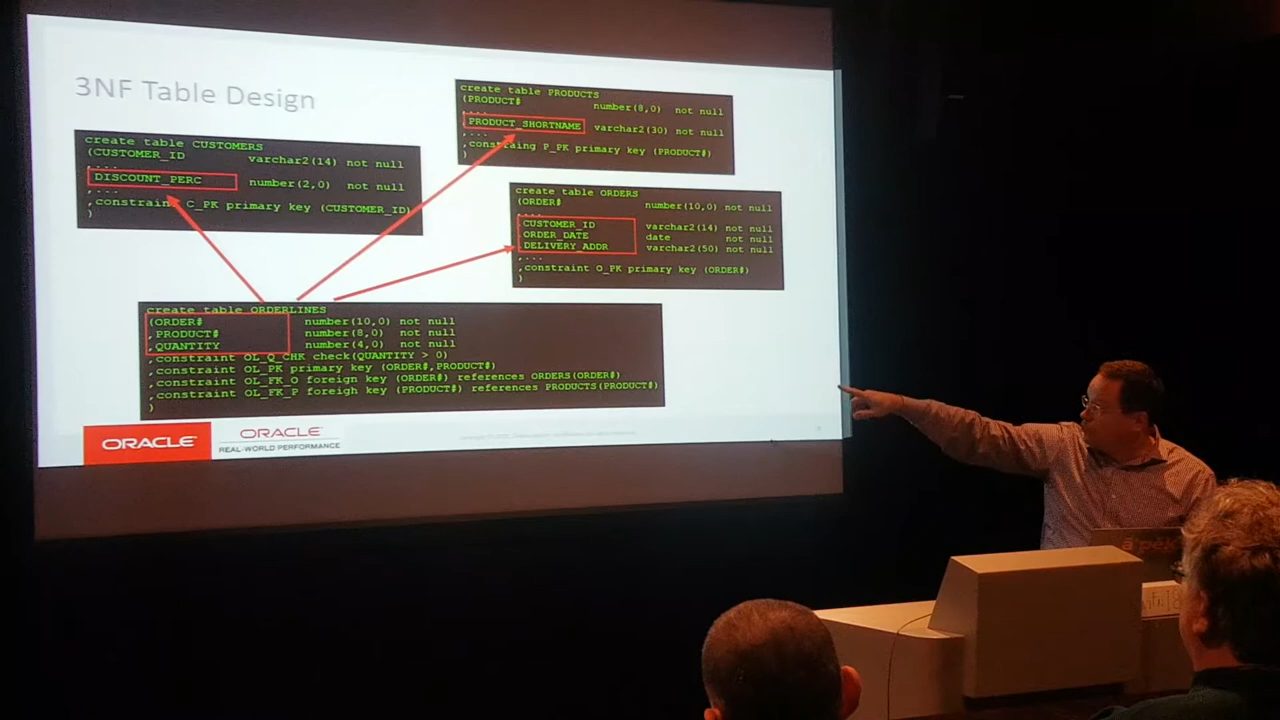 3NF Table Design
create table CUSTOMERS
(CUSTOMER_ID varchar2(14) not null
,...
DISCOUNT_PERC number(2,0) not null
,...
,constraint C_PK primary key (CUSTOMER_ID)
)
create table PRODUCTS
(PRODUCT# number(8,0) not null
,...
PRODUCT_SHORTNAME varchar2(30) not null
,...
,constraing P_PK primary key (PRODUCT#)
)
create table ORDERS
(ORDER# number(10,0) not null
,...
CUSTOMER_ID varchar2(14) not null
ORDER_DATE date not null
DELIVERY_ADDR varchar2(50) not null
,...
,constraint O_PK primary key (ORDER#)
)
create table ORDERLINES
(ORDER# number(10,0) not null
,PRODUCT# number(8,0) not null
,QUANTITY number(4,0) not null
,constraint OL_Q_CHK check(QUANTITY > 0)
,constraint OL_PK primary key (ORDER#,PRODUCT#)
,constraint OL_FK_O foreign key (ORDER#) references ORDERS(ORDER#)
,constraint OL_FK_P foreigh key (PRODUCT#) references PRODUCTS(PRODUCT#)
)
ORACLE
ORACLE
REAL-WORLD PERFORMANCE